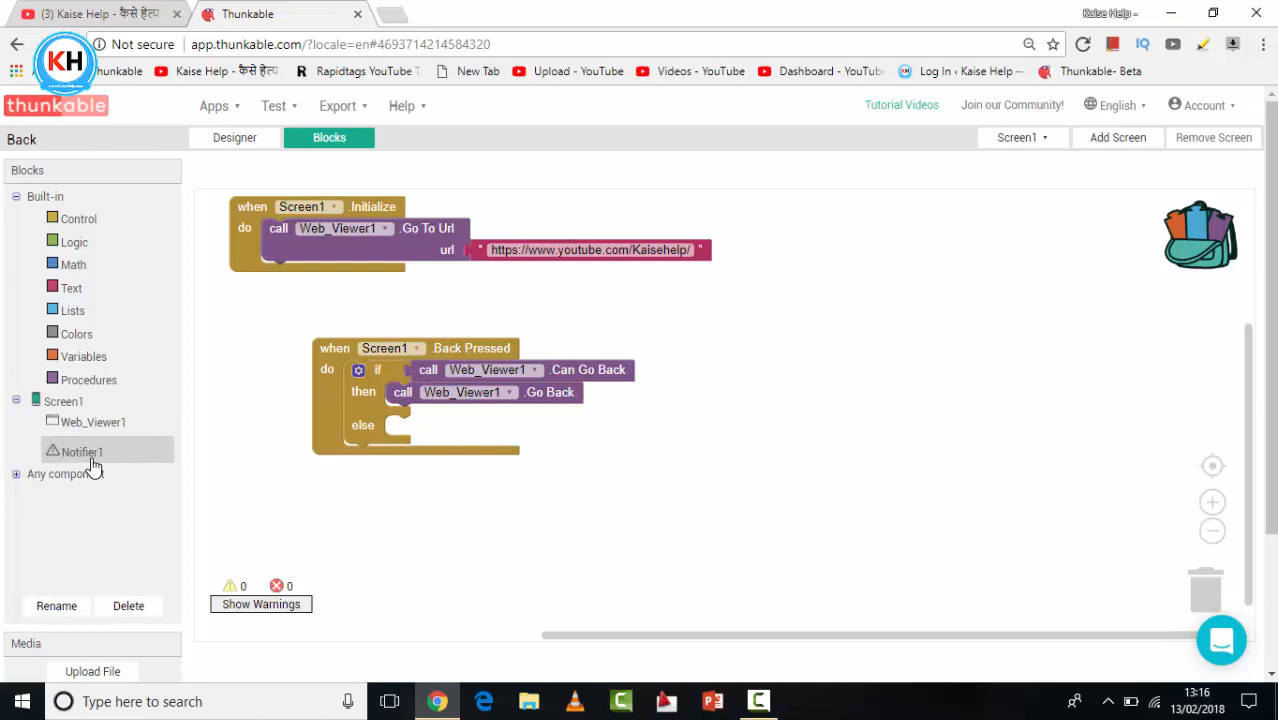 (3) Kaise Help - कैसे हेल्प
Thunkable
Kaise Help -
Not secure
app.thunkable.com/?locale=en#4693714214584320
KH
IQ
hunkable
Kaise Help - कैसे हेल्प
Rapidtags YouTube T
New Tab
Upload - YouTube
Videos - YouTube
Dashboard - YouTube
Log In ‹ Kaise Help —
Thunkable- Beta
thunkable
Apps
Test
Export
Help
Tutorial Videos
Join our Community!
English
Account
Back
Designer
Blocks
Screen1
Add Screen
Remove Screen
Blocks
Built-in
Control
Logic
Math
Text
Lists
Colors
Variables
Procedures
Screen1
Web_Viewer1
Notifier1
Any component
Rename
Delete
Media
Upload File
when Screen1 .Initialize
do call Web_Viewer1 .Go To Url
url " https://www.youtube.com/Kaisehelp/ "
when Screen1 .Back Pressed
do if call Web_Viewer1 .Can Go Back
then call Web_Viewer1 .Go Back
else
0 0
Show Warnings
Type here to search
13:16
13/02/2018